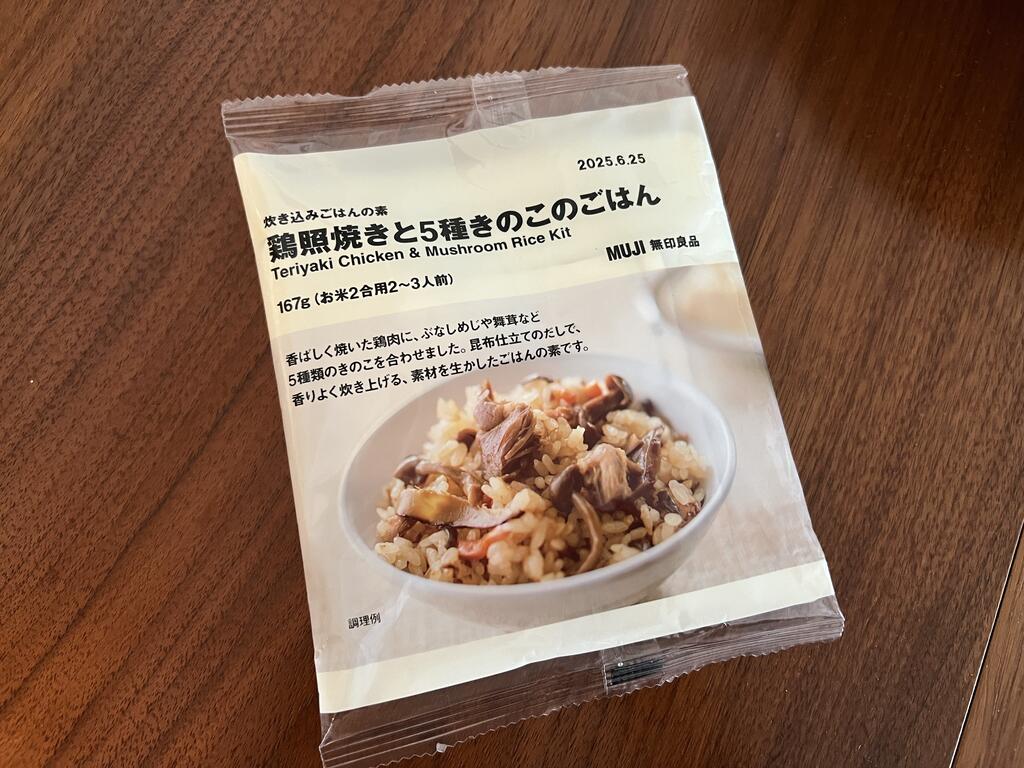 2025.6.25
炊き込みごはんの素
鶏照焼きと5種きのこのごはん
Teriyaki Chicken & Mushroom Rice Kit
MUJI 無印良品
167g (お米2合用2〜3人前)
香ばしく焼いた鶏肉に、ぶなしめじや舞茸など
5種類のきのこを合わせました。昆布仕立てのだしで、
香りよく炊き上げる、素材を生かしたごはんの素です。
調理例